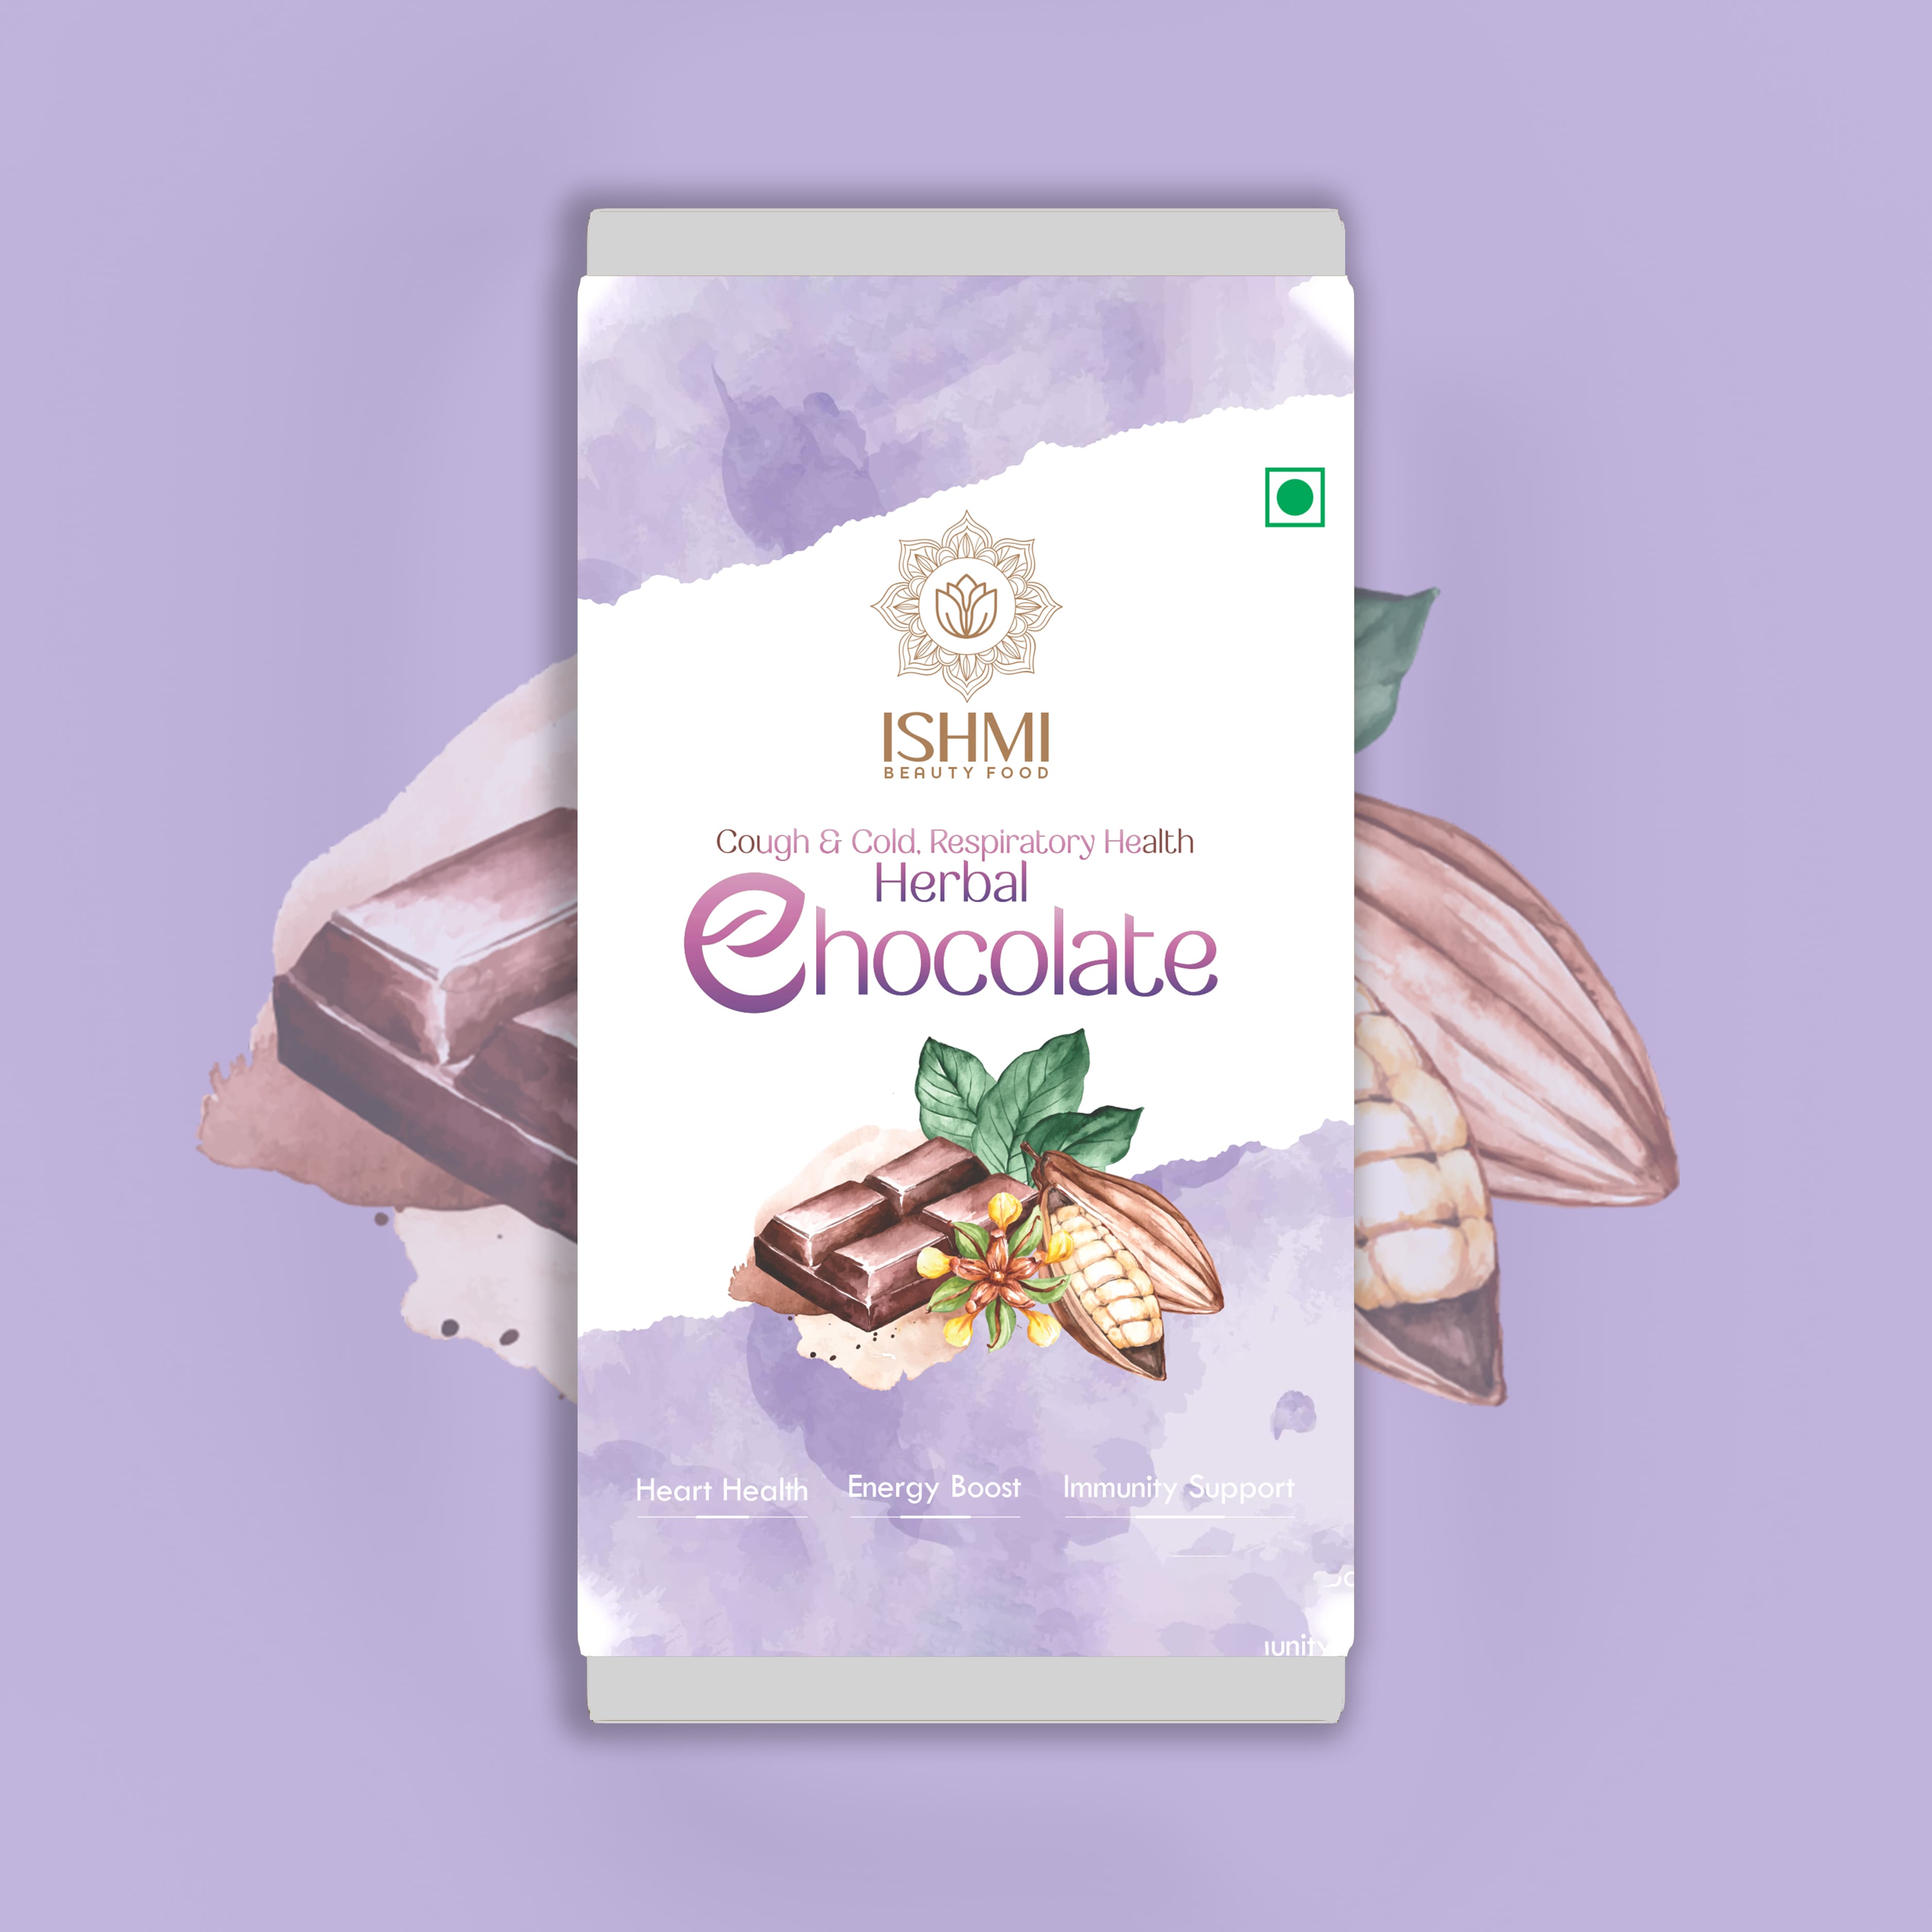 ISHMI
BEAUTY FOOD
Cough & Cold, Respiratory Health
Herbal
Chocolate
Heart Health
Energy Boost
Immunity Support